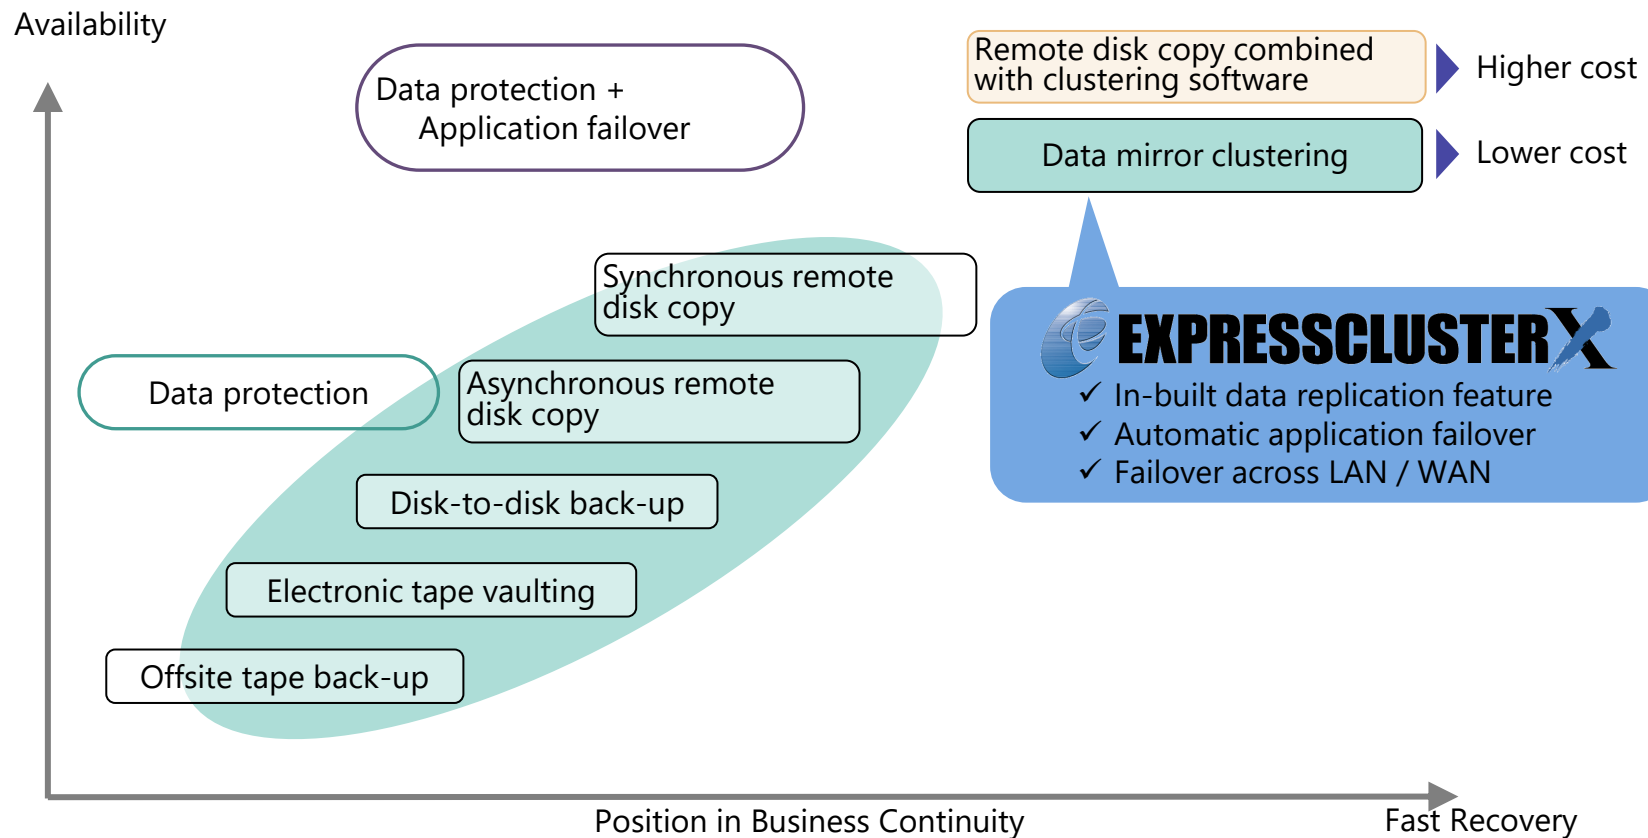 Availability
Data protection +
Application failover
Remote disk copy combined
with clustering software
Higher cost
Data mirror clustering
Lower cost
Synchronous remote
disk copy
EXPRESSCLUSTER X
✓ In-built data replication feature
✓ Automatic application failover
✓ Failover across LAN / WAN
Data protection
Asynchronous remote
disk copy
Disk-to-disk back-up
Electronic tape vaulting
Offsite tape back-up
Position in Business Continuity
Fast Recovery